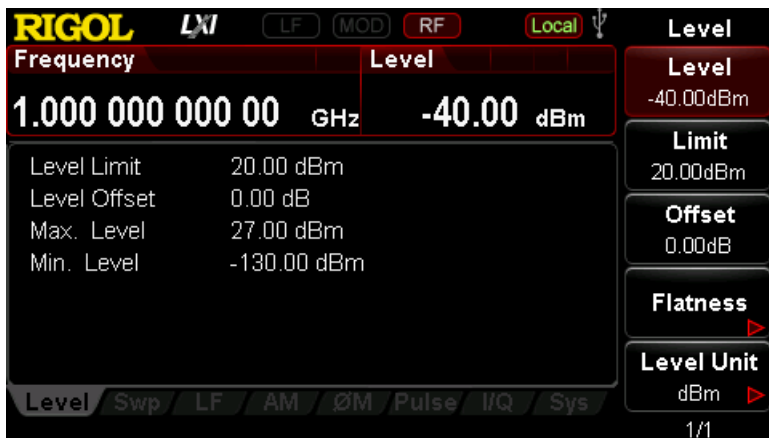 RIGOL LXI LF MOD RF Local Level
Frequency Level
1.000 000 000 00 GHz -40.00 dBm
Level
-40.00dBm
Limit
20.00dBm
Offset
0.00dB
Flatness
Level Unit
dBm
1/1
Level Limit 20.00 dBm
Level Offset 0.00 dB
Max. Level 27.00 dBm
Min. Level -130.00 dBm
Level Swp LF AM ØM Pulse I/Q Sys